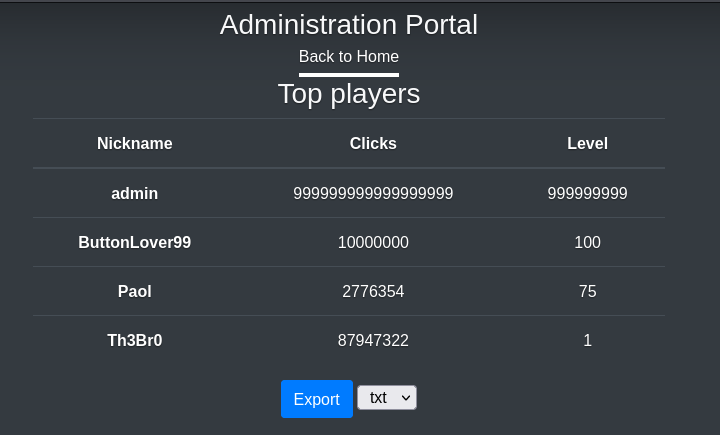 Administration Portal
Back to Home
Top players
Nickname Clicks Level
admin 999999999999999999 999999999
ButtonLover99 10000000 100
Paol 2776354 75
Th3Br0 87947322 1
Export txt